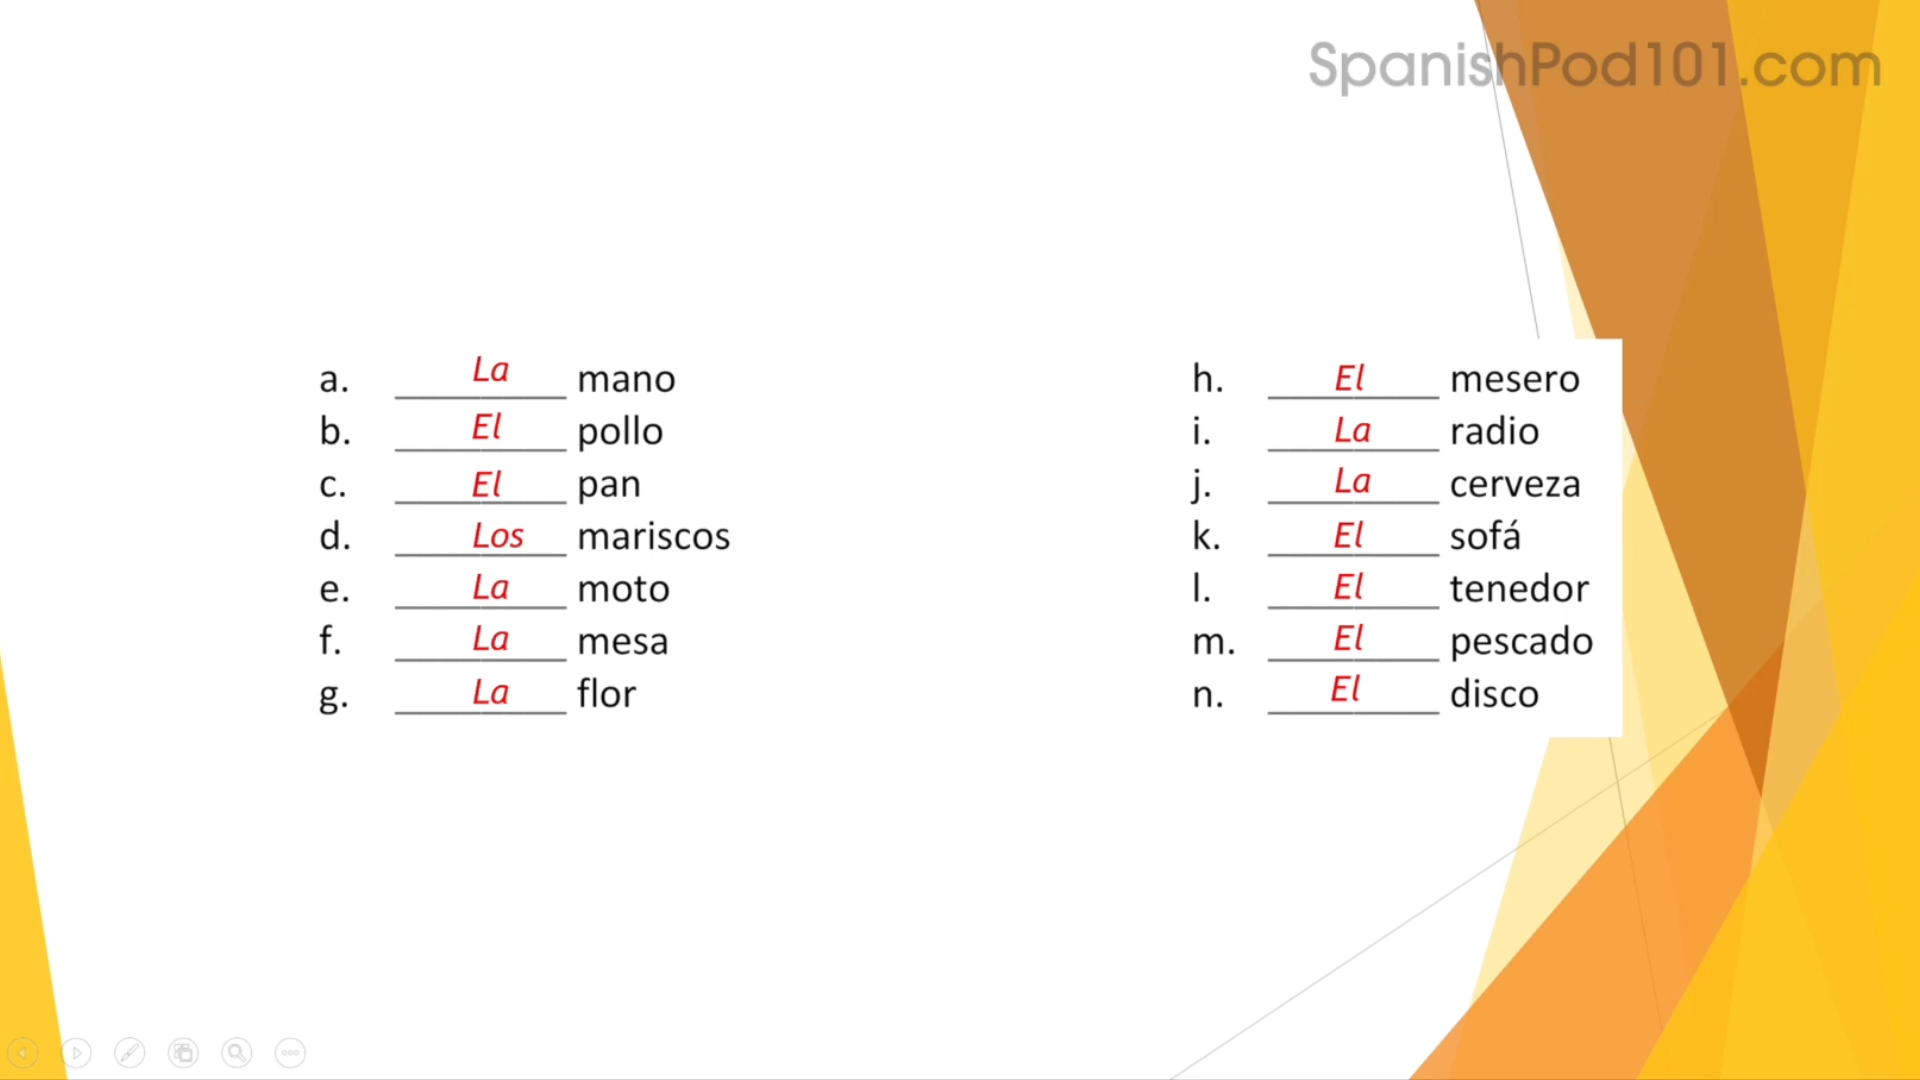 SpanishPod101.com
a. La mano
b. El pollo
c. El pan
d. Los mariscos
e. La moto
f. La mesa
g. La flor
h. El mesero
i. La radio
j. La cerveza
k. El sofá
l. El tenedor
m. El pescado
n. El disco